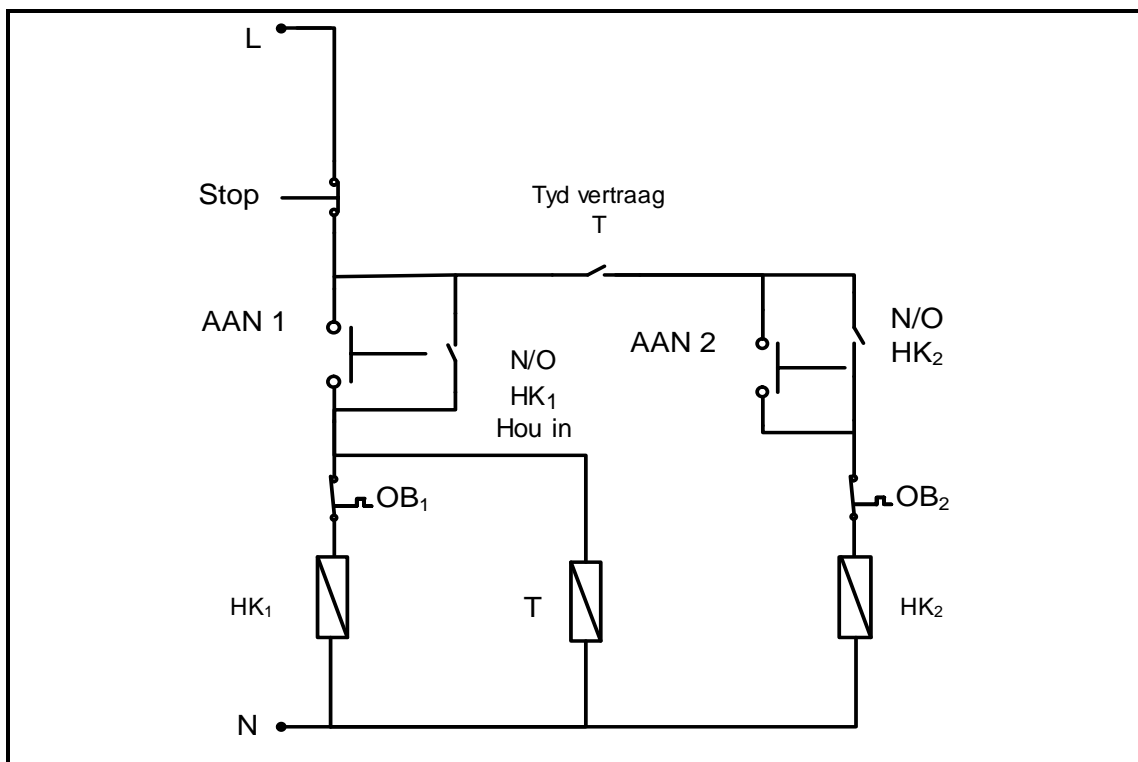 L
Stop
Tyd vertraag
T
AAN 1
AAN 2
N/O
HK₂
N/O
HK₁
Hou in
OB₁
OB₂
HK₁
T
HK₂
N